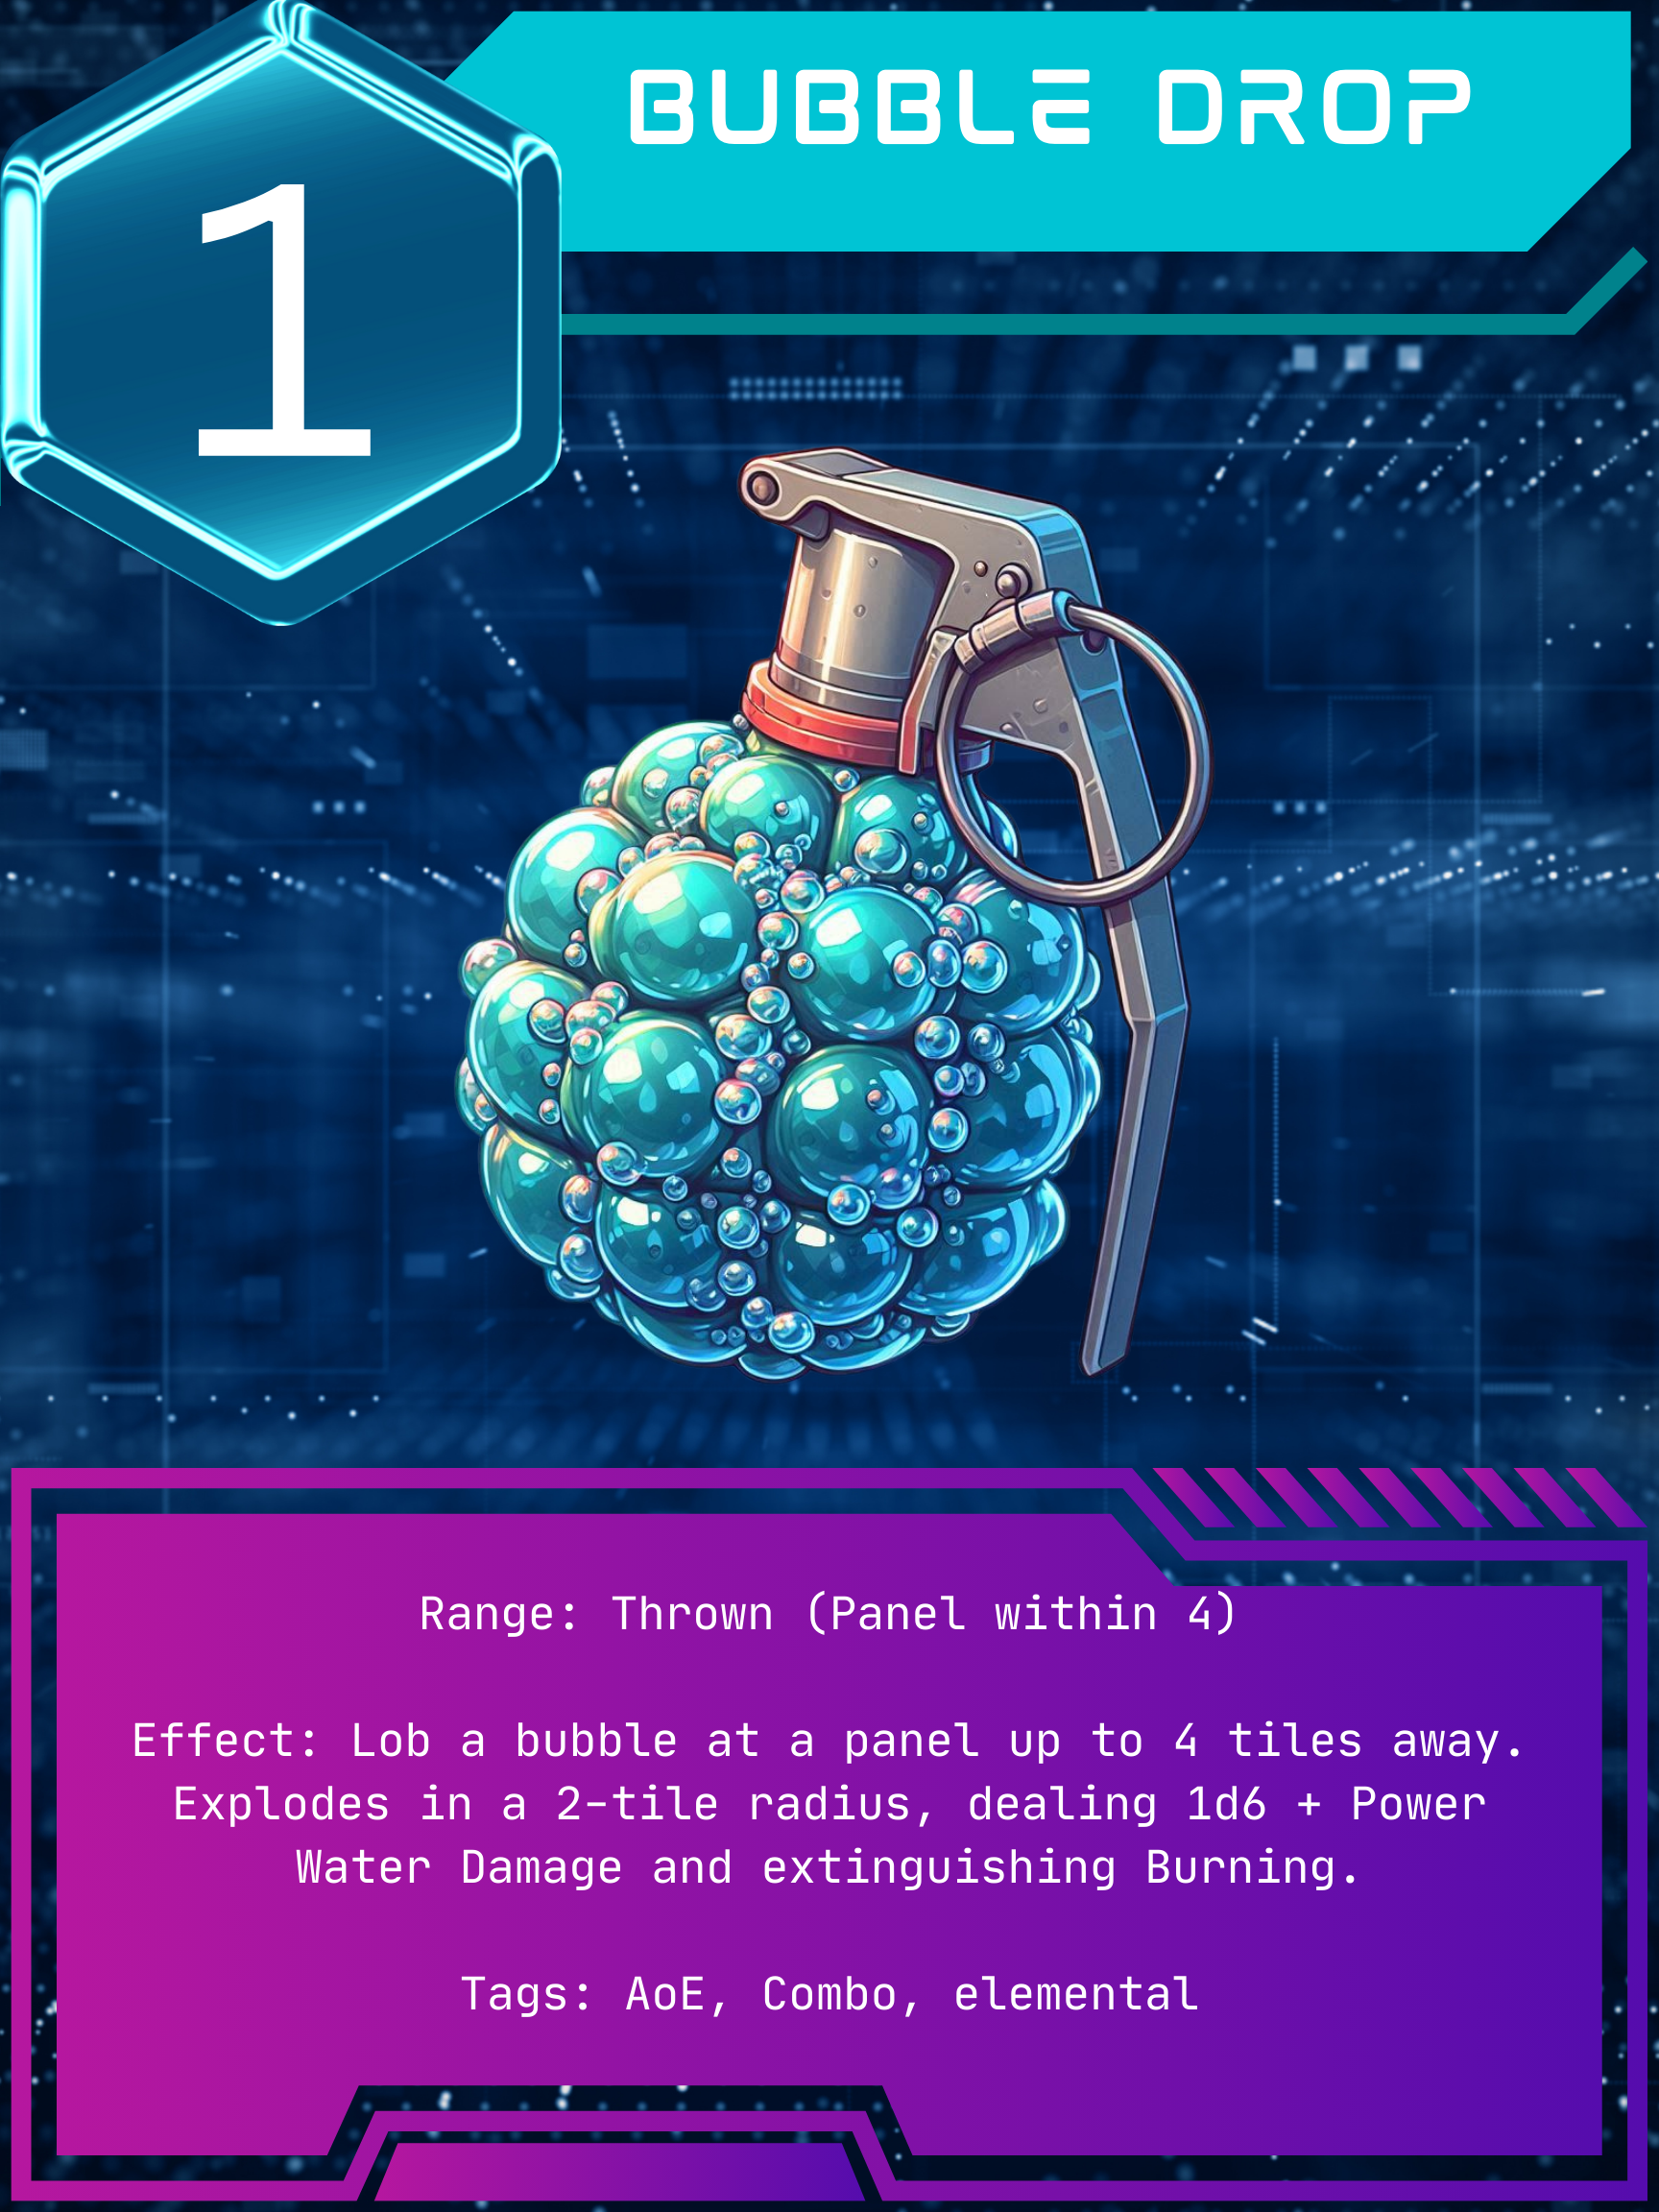 1
BUBBLE DROP
Range: Thrown (Panel within 4)
Effect: Lob a bubble at a panel up to 4 tiles away.
Explodes in a 2-tile radius, dealing 1d6 + Power
Water Damage and extinguishing Burning.
Tags: AoE, Combo, elemental